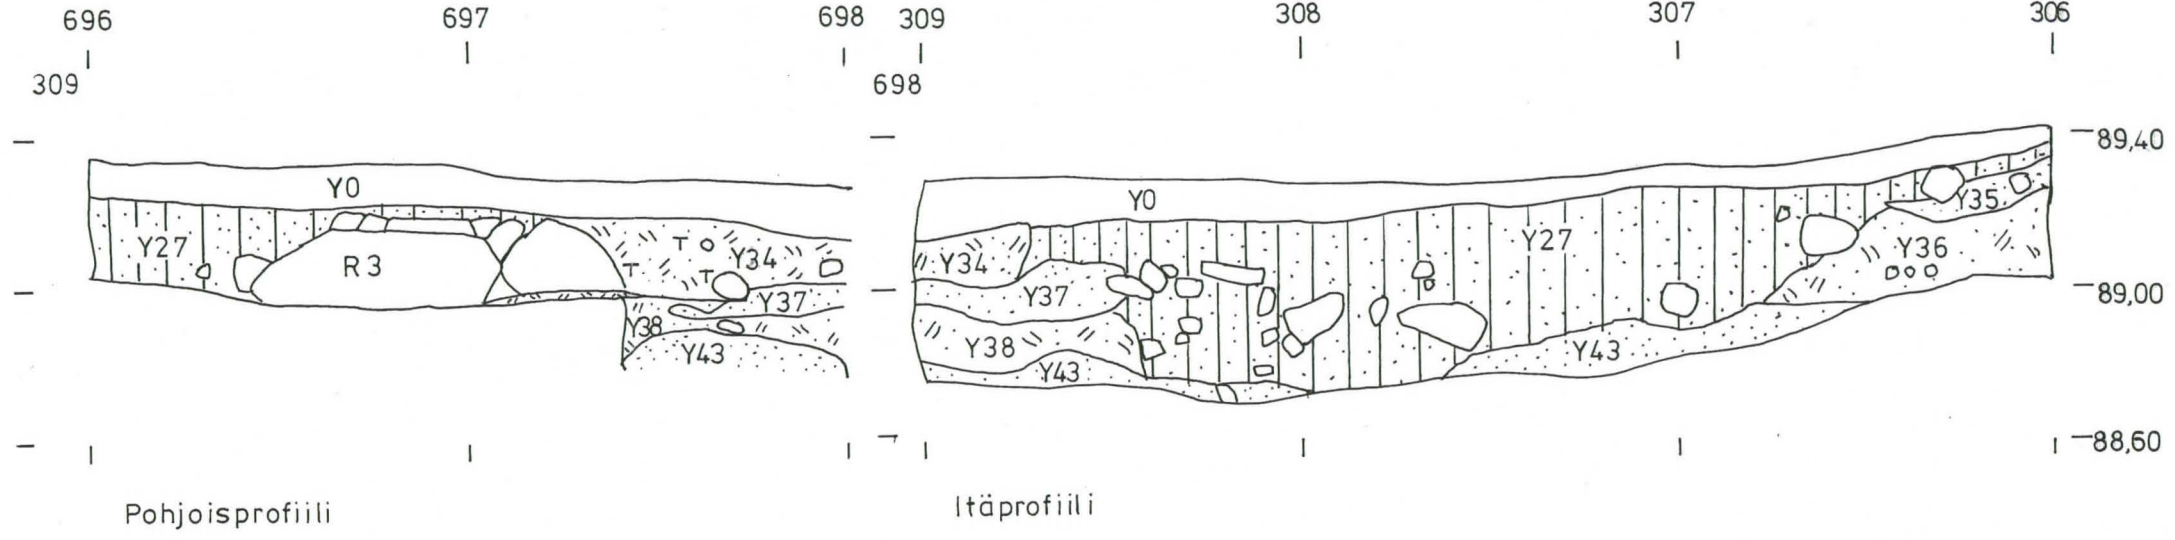 696 697 698 309 308 307 306
309 698
89,40
Y0 Y0
Y35
Y27 R3 T Y34 Y34 Y27 Y36
T T
Y37 Y37 89,00
Y38 Y38
Y43 Y43 Y43
88,60
Pohjoisprofiili Itäprofiili